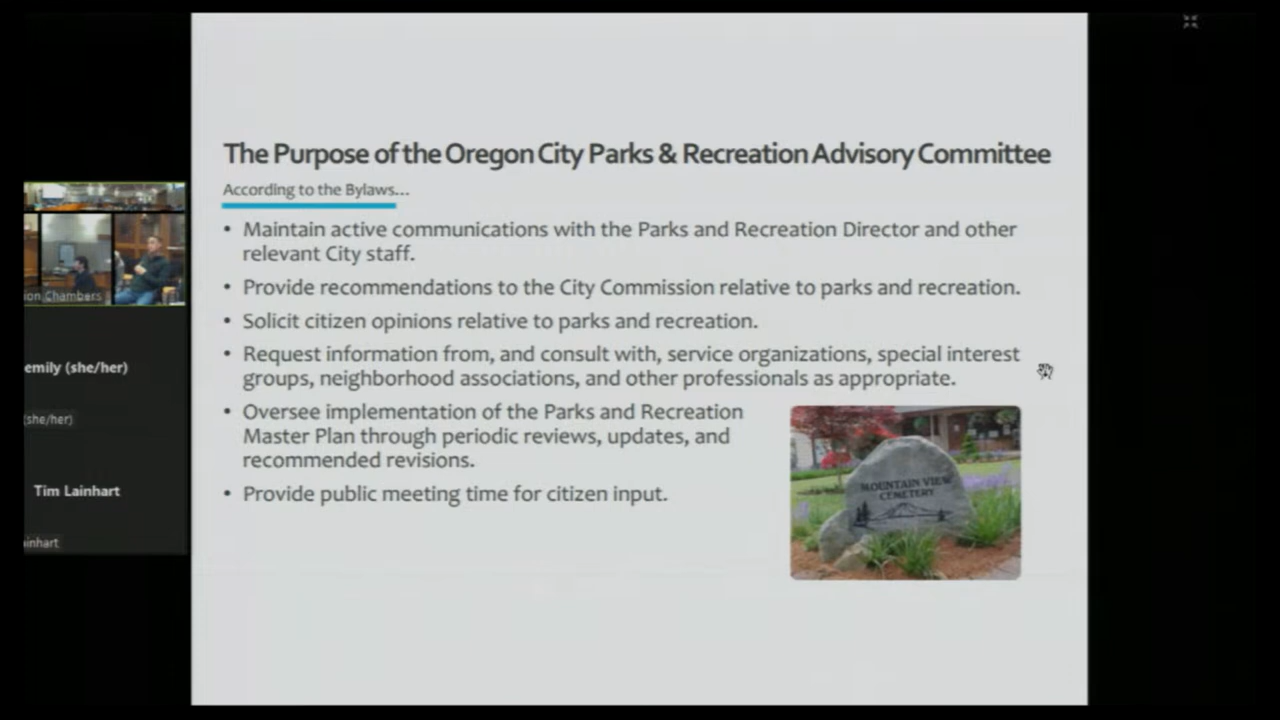 The Purpose of the Oregon City Parks & Recreation Advisory Committee
According to the Bylaws...
• Maintain active communications with the Parks and Recreation Director and other
relevant City staff.
• Provide recommendations to the City Commission relative to parks and recreation.
• Solicit citizen opinions relative to parks and recreation.
• Request information from, and consult with, service organizations, special interest
groups, neighborhood associations, and other professionals as appropriate.
• Oversee implementation of the Parks and Recreation
Master Plan through periodic reviews, updates, and
recommended revisions.
• Provide public meeting time for citizen input.
MOUNTAIN VIEW
CEMETERY
ion Chambers
emily (she/her)
(she/her)
Tim Lainhart
inhart